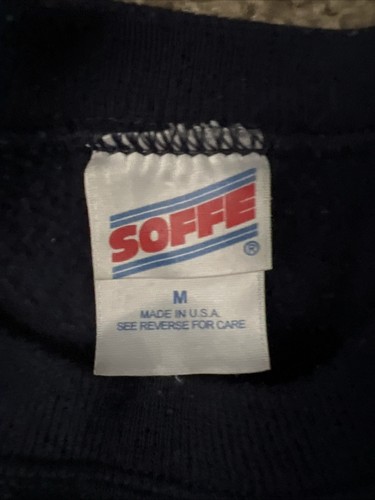 SOFFE
®
M
MADE IN U.S.A.
SEE REVERSE FOR CARE